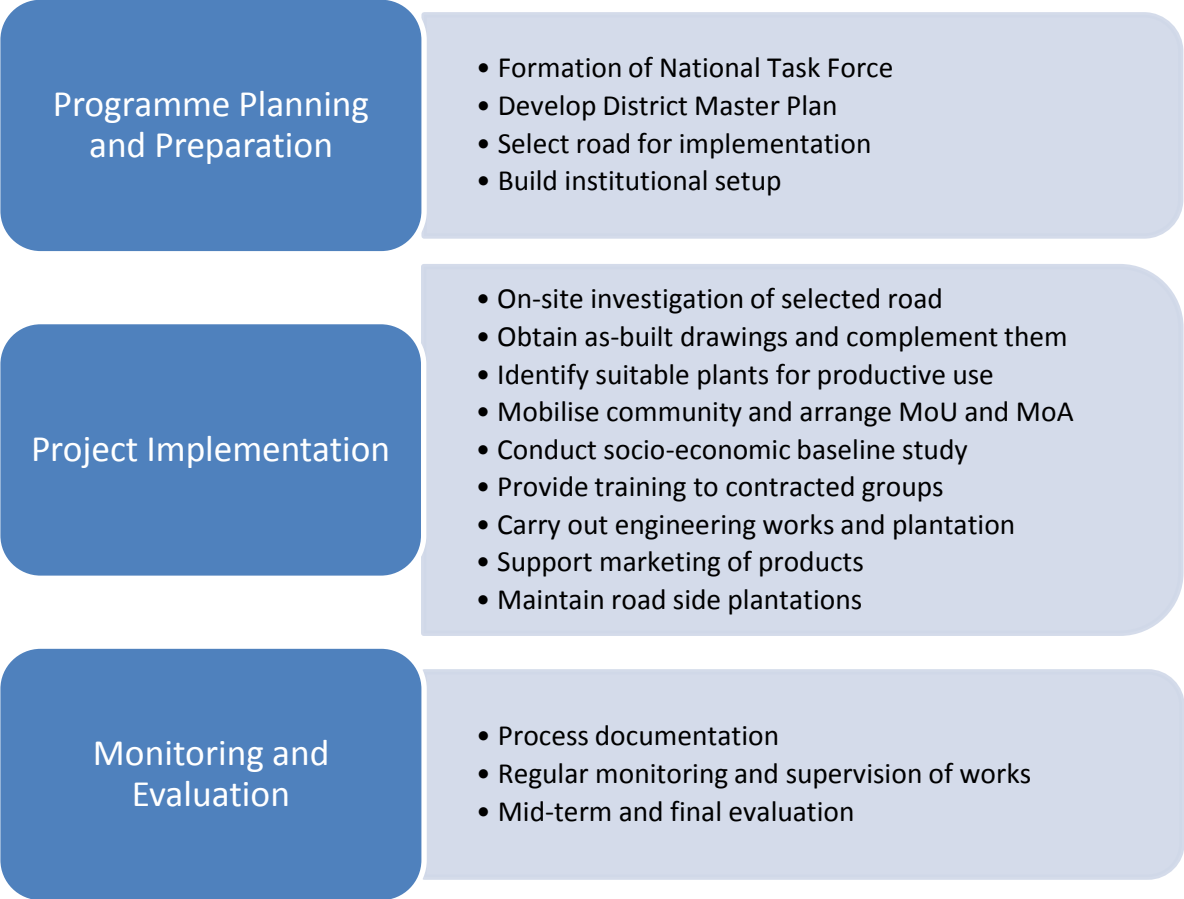 Programme Planning
and Preparation
• Formation of National Task Force
• Develop District Master Plan
• Select road for implementation
• Build institutional setup
Project Implementation
• On-site investigation of selected road
• Obtain as-built drawings and complement them
• Identify suitable plants for productive use
• Mobilise community and arrange MoU and MoA
• Conduct socio-economic baseline study
• Provide training to contracted groups
• Carry out engineering works and plantation
• Support marketing of products
• Maintain road side plantations
Monitoring and
Evaluation
• Process documentation
• Regular monitoring and supervision of works
• Mid-term and final evaluation